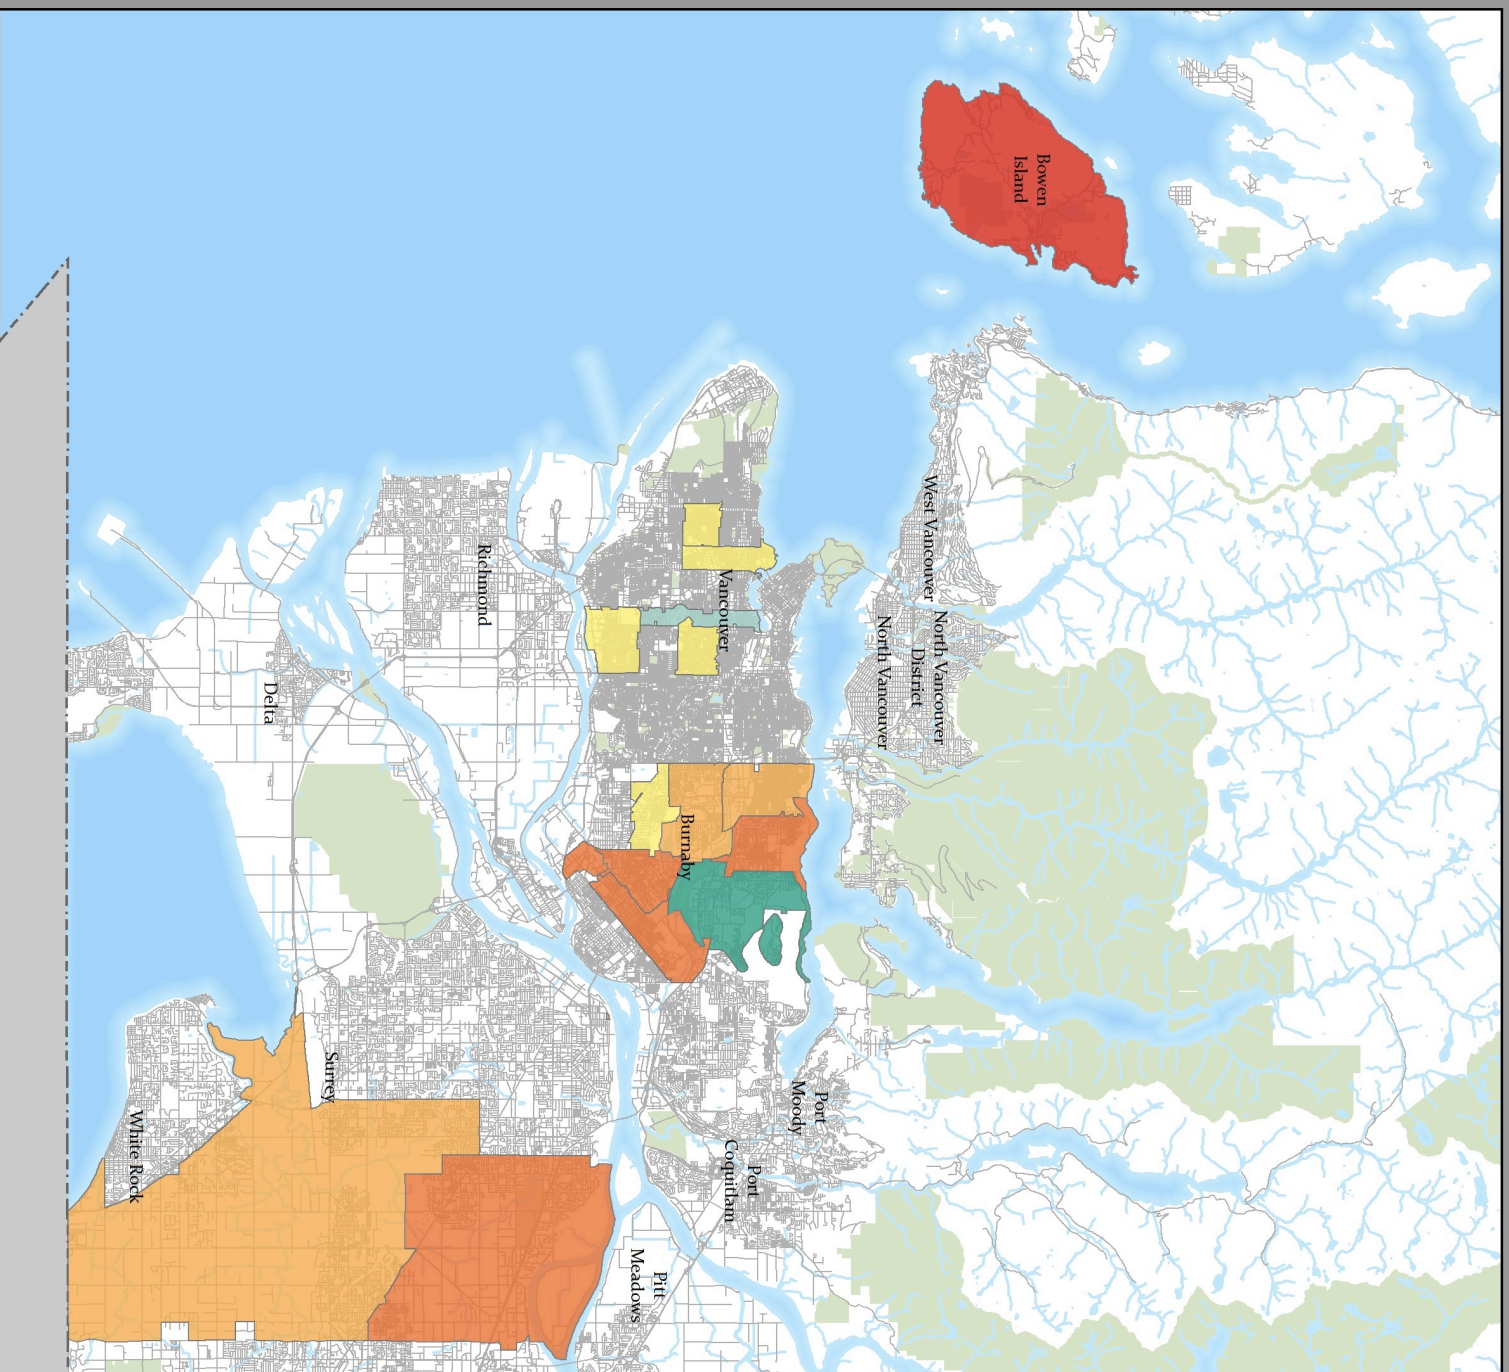 Bowen
Island
West Vancouver
North Vancouver
District
North Vancouver
Vancouver
Richmond
Delta
Burnaby
Port
Moody
Port
Coquitlam
Pitt
Meadows
Surrey
White Rock